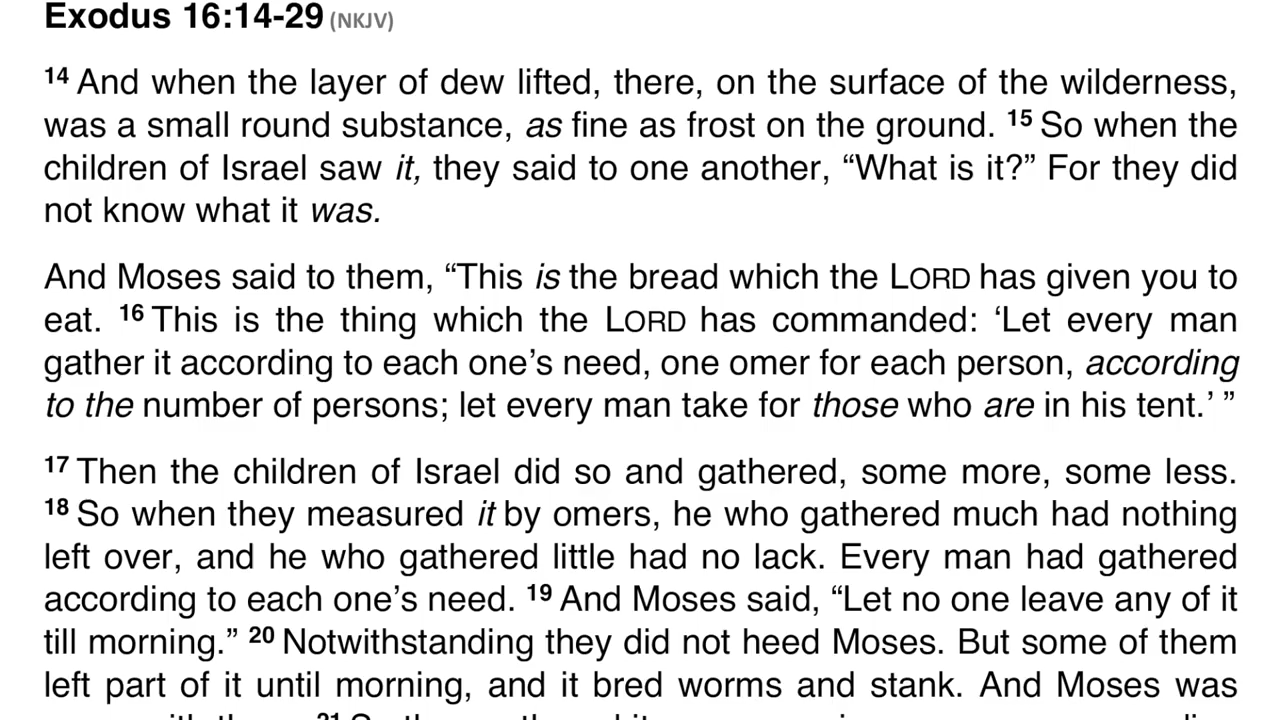 Exodus 16:14-29 (NKJV)
14 And when the layer of dew lifted, there, on the surface of the wilderness,
was a small round substance, as fine as frost on the ground. 15 So when the
children of Israel saw it, they said to one another, “What is it?” For they did
not know what it was.
And Moses said to them, “This is the bread which the LORD has given you to
eat. 16 This is the thing which the LORD has commanded: ‘Let every man
gather it according to each one’s need, one omer for each person, according
to the number of persons; let every man take for those who are in his tent.’ ”
17 Then the children of Israel did so and gathered, some more, some less.
18 So when they measured it by omers, he who gathered much had nothing
left over, and he who gathered little had no lack. Every man had gathered
according to each one’s need. 19 And Moses said, “Let no one leave any of it
till morning.” 20 Notwithstanding they did not heed Moses. But some of them
left part of it until morning, and it bred worms and stank. And Moses was